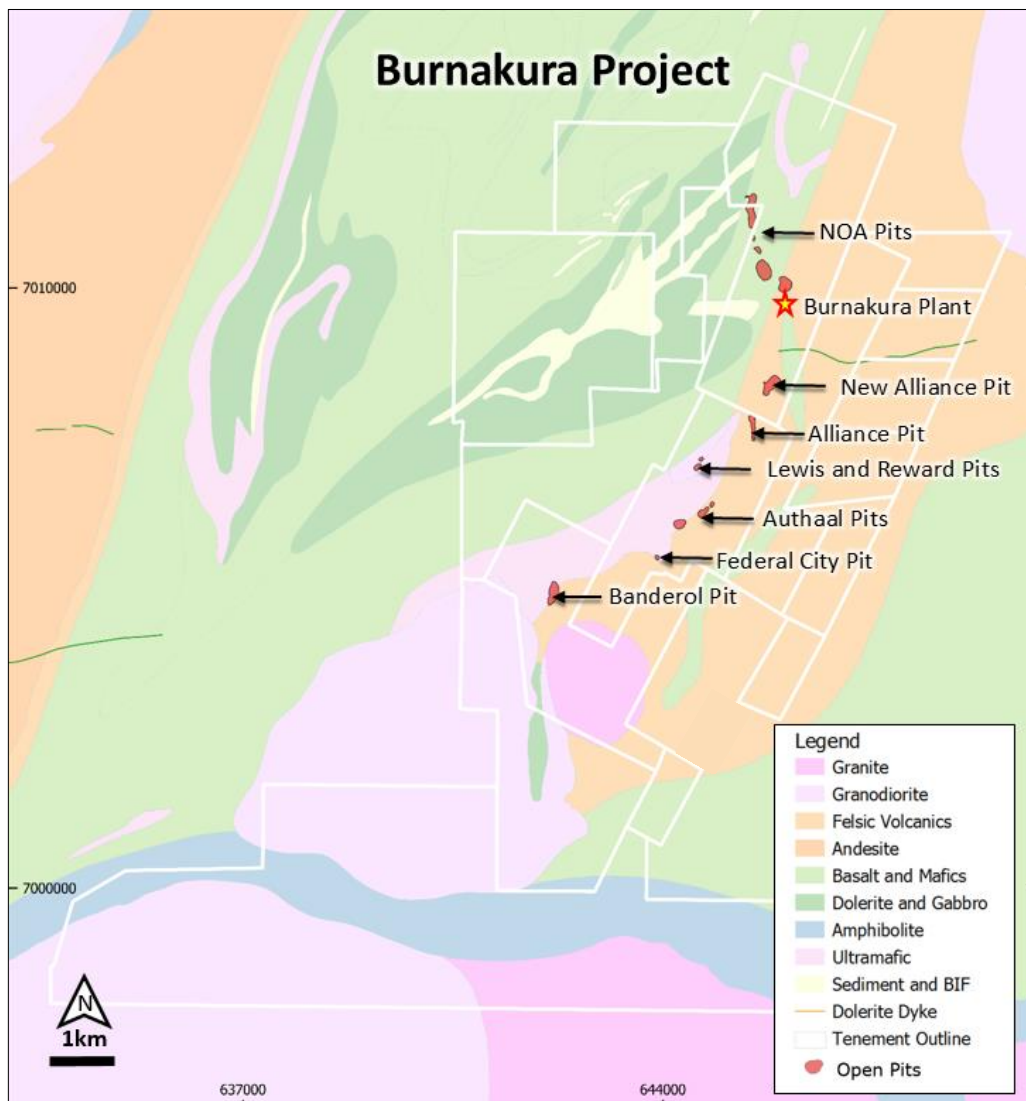 Burnakura Project
NOA Pits
7010000
Burnakura Plant
New Alliance Pit
Alliance Pit
Lewis and Reward Pits
Authaal Pits
Federal City Pit
Banderol Pit
Legend
Granite
Granodiorite
Felsic Volcanics
Andesite
Basalt and Mafics
Dolerite and Gabbro
Amphibolite
Ultramafic
Sediment and BIF
Dolerite Dyke
Tenement Outline
Open Pits
7000000
N
1km
637000
644000